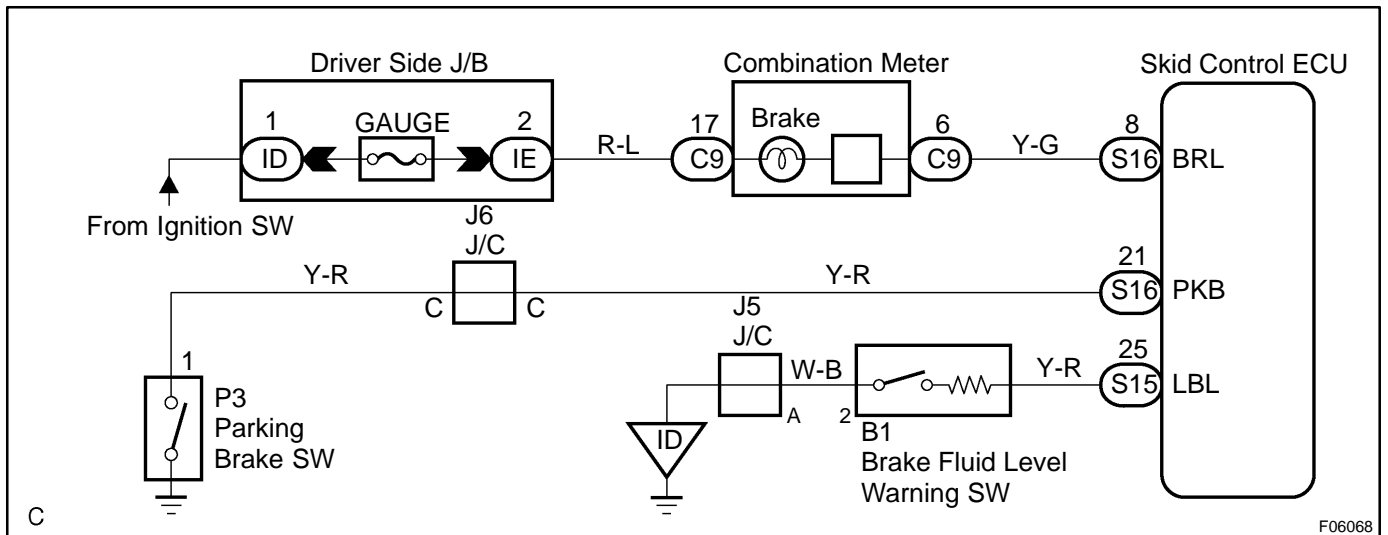 Driver Side J/B
Combination Meter
Skid Control ECU
1
GAUGE
2
17
Brake
6
8
ID
IE
R-L
C9
C9
Y-G
S16
BRL
From Ignition SW
J6
J/C
21
Y-R
Y-R
S16
PKB
C
C
J5
J/C
25
W-B
Y-R
S15
LBL
1
A
2
P3
Parking
Brake SW
ID
B1
Brake Fluid Level
Warning SW
C
F06068